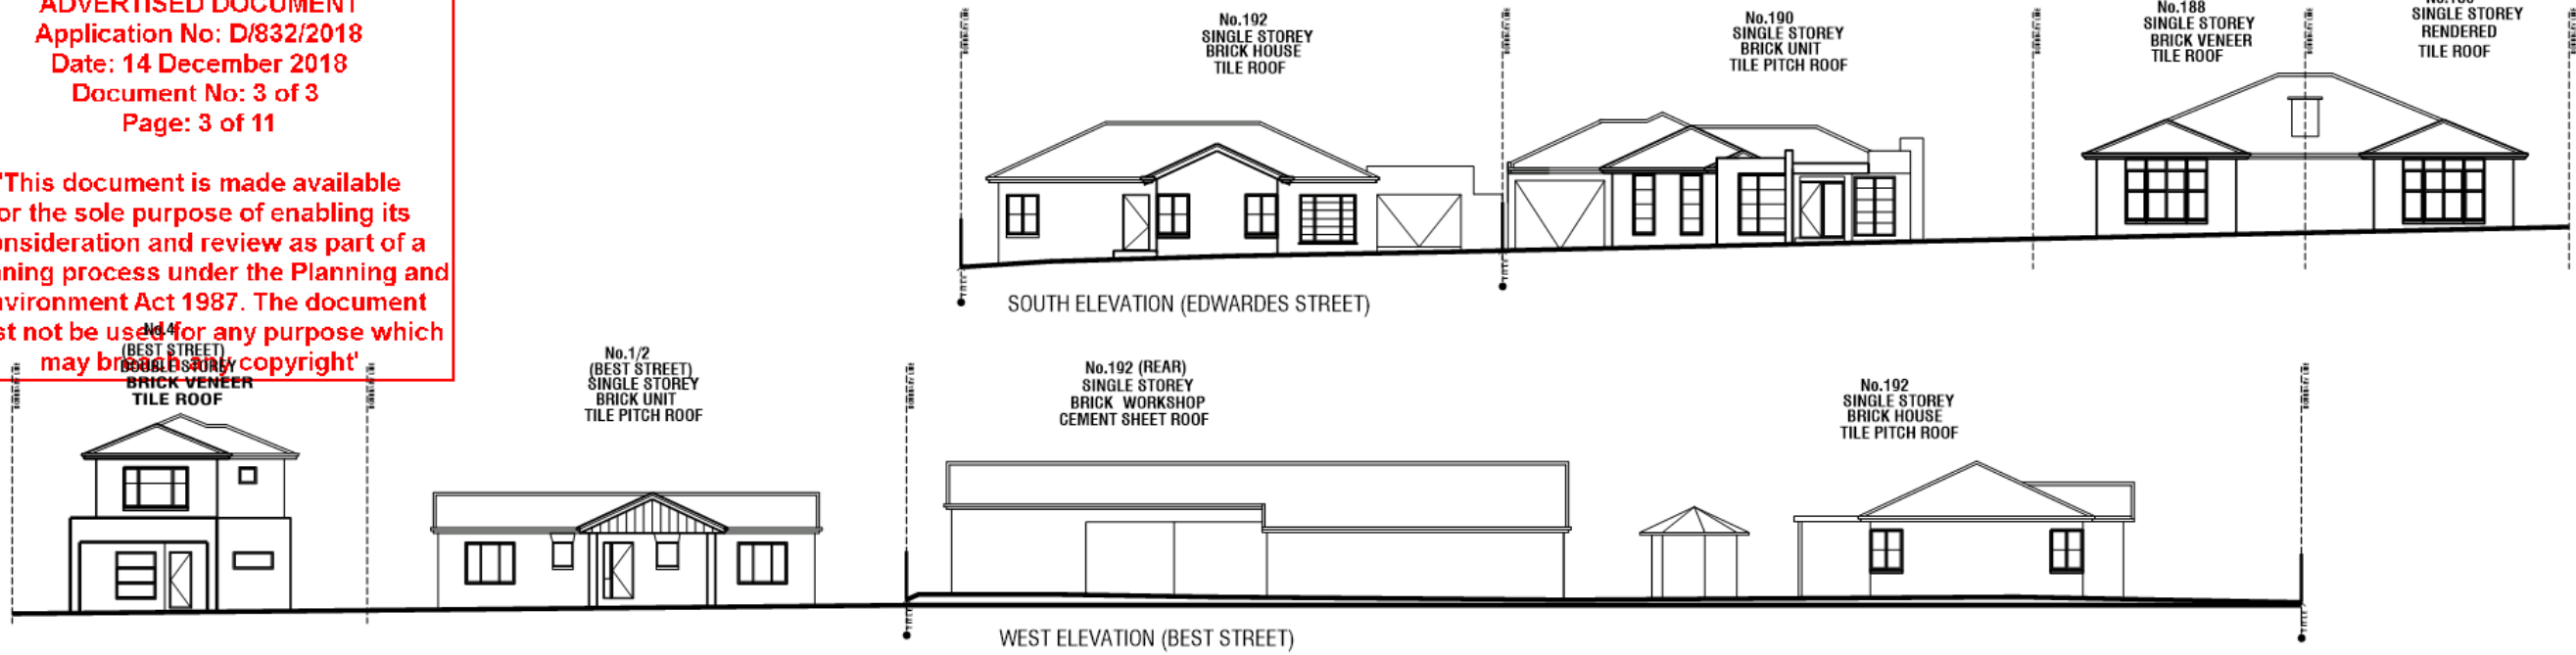 ADVERTISED DOCUMENT
Application No: D/832/2018
Date: 14 December 2018
Document No: 3 of 3
Page: 3 of 11
'This document is made available
or the sole purpose of enabling its
onsideration and review as part of a
nning process under the Planning and
nvironment Act 1987. The document
st not be used for any purpose which
may breach any copyright'
No.192
SINGLE STOREY
BRICK HOUSE
TILE ROOF
No.190
SINGLE STOREY
BRICK UNIT
TILE PITCH ROOF
No.188
SINGLE STOREY
BRICK VENEER
TILE ROOF
SINGLE STOREY
RENDERED
TILE ROOF
SOUTH ELEVATION (EDWARDES STREET)
No.4
(BEST STREET)
DOUBLE STOREY
BRICK VENEER
TILE ROOF
No.1/2
(BEST STREET)
SINGLE STOREY
BRICK UNIT
TILE PITCH ROOF
No.192 (REAR)
SINGLE STOREY
BRICK WORKSHOP
CEMENT SHEET ROOF
No.192
SINGLE STOREY
BRICK HOUSE
TILE PITCH ROOF
WEST ELEVATION (BEST STREET)